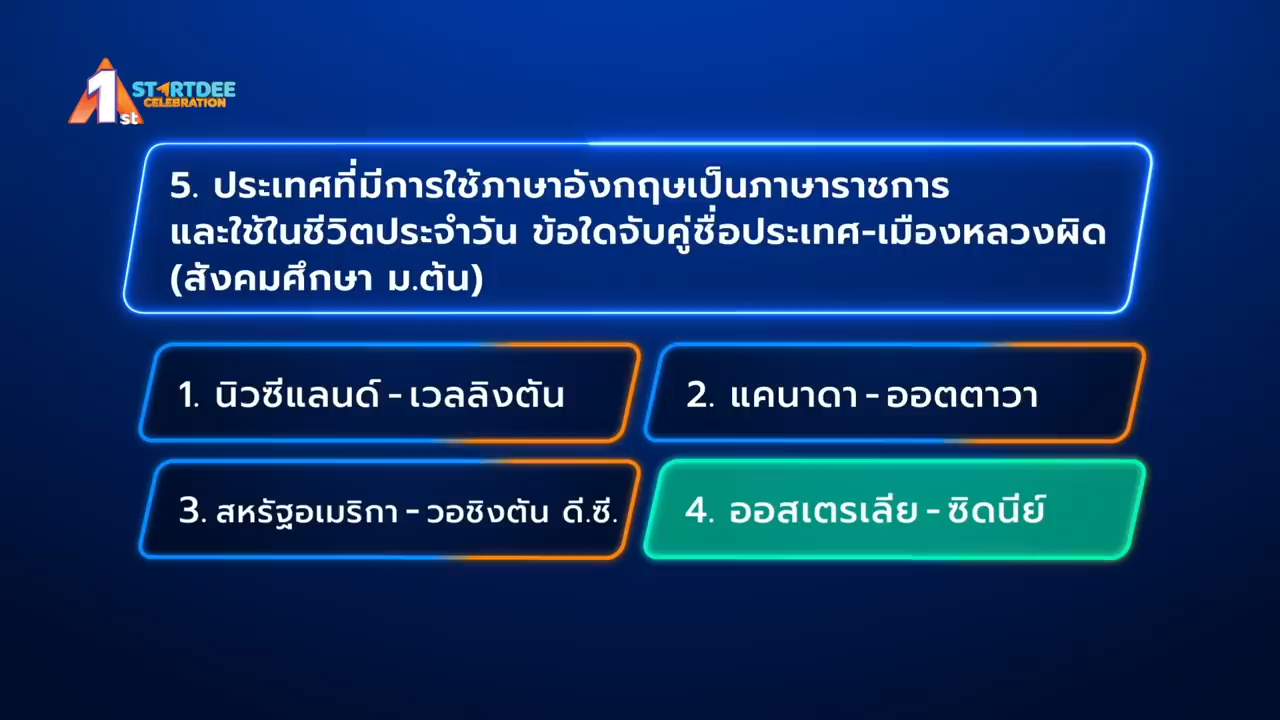 1st STARTDEE
CELEBRATION
5. ประเทศที่มีการใช้ภาษาอังกฤษเป็นภาษาราชการ
และใช้ในชีวิตประจำวัน ข้อใดจับคู่ชื่อประเทศ-เมืองหลวงผิด
(สังคมศึกษา ม.ต้น)
1. นิวซีแลนด์ - เวลลิงตัน
2. แคนาดา - ออตตาวา
3. สหรัฐอเมริกา - วอชิงตัน ดี.ซี.
4. ออสเตรเลีย - ซิดนีย์